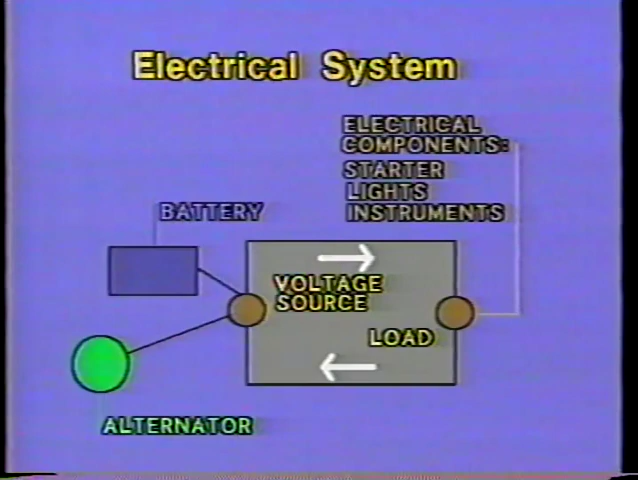 Electrical System
ELECTRICAL
COMPONENTS:
STARTER
LIGHTS
INSTRUMENTS
BATTERY
VOLTAGE
SOURCE
LOAD
ALTERNATOR